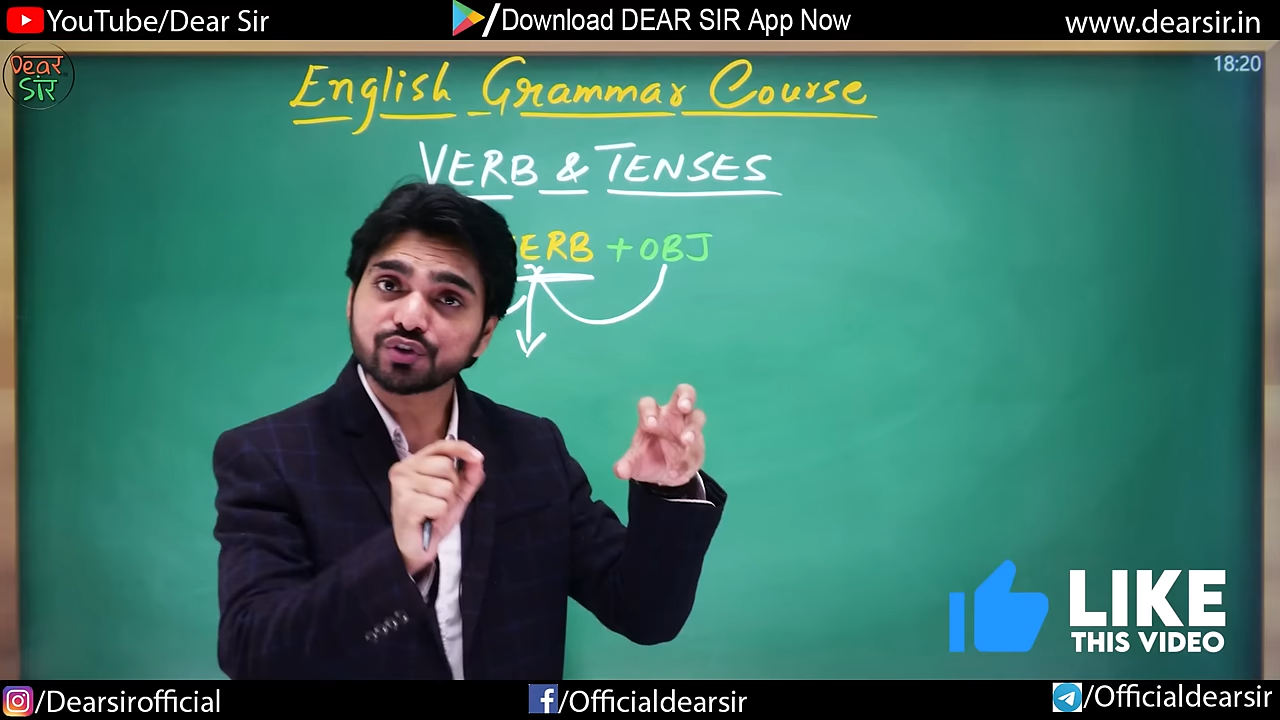 YouTube/Dear Sir
/Download DEAR SIR App Now
www.dearsir.in
Dear
सर
18:20
English Grammar Course
VERB & TENSES
ERB + OBJ
LIKE
THIS VIDEO
/Dearsirofficial
/Officialdearsir
/Officialdearsir